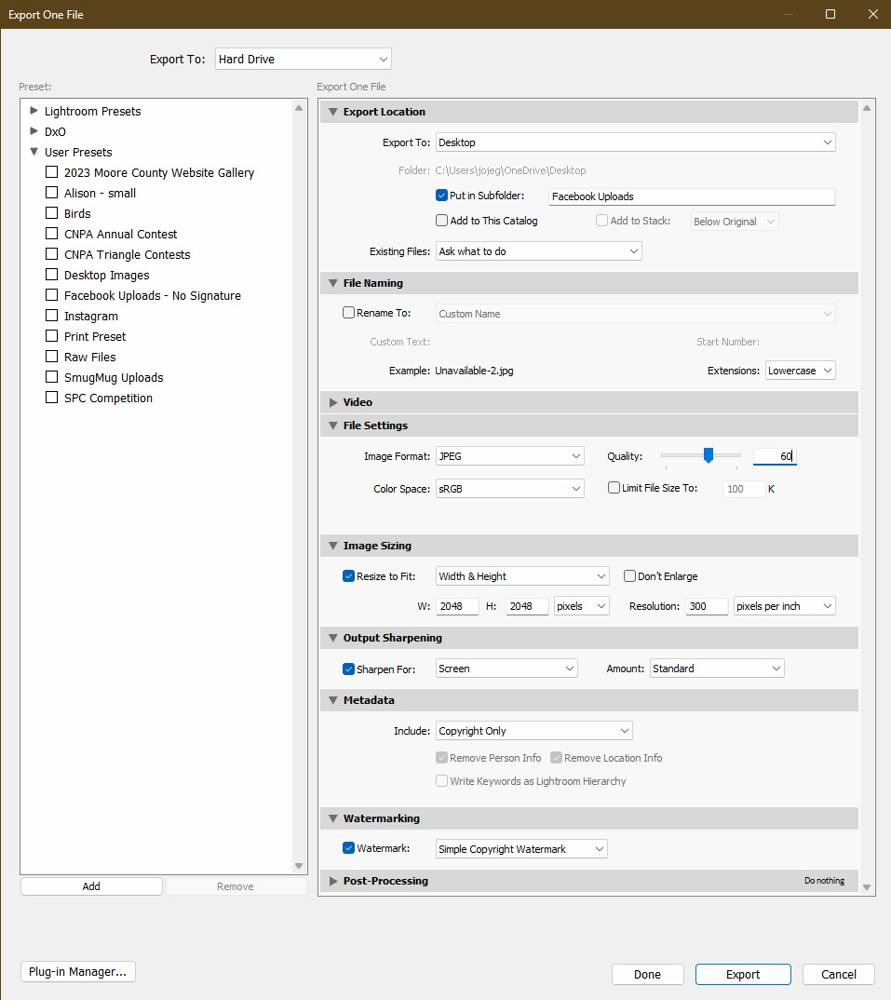 Export One File
Export To: Hard Drive
Preset:
Lightroom Presets
DxO
User Presets
2023 Moore County Website Gallery
Alison - small
Birds
CNPA Annual Contest
CNPA Triangle Contests
Desktop Images
Facebook Uploads - No Signature
Instagram
Print Preset
Raw Files
SmugMug Uploads
SPC Competition
Add Remove
Export One File
Export Location
Export To: Desktop
Folder: C:\Users\jojeg\OneDrive\Desktop
Put in Subfolder: Facebook Uploads
Add to This Catalog Add to Stack: Below Original
Existing Files: Ask what to do
File Naming
Rename To: Custom Name
Custom Text: Start Number:
Example: Unavailable-2.jpg Extensions: Lowercase
Video
File Settings
Image Format: JPEG Quality: 60
Color Space: sRGB Limit File Size To: 100 K
Image Sizing
Resize to Fit: Width & Height Don't Enlarge
W: 2048 H: 2048 pixels Resolution: 300 pixels per inch
Output Sharpening
Sharpen For: Screen Amount: Standard
Metadata
Include: Copyright Only
Remove Person Info Remove Location Info
Write Keywords as Lightroom Hierarchy
Watermarking
Watermark: Simple Copyright Watermark
Post-Processing Do nothing
Plug-in Manager... Done Export Cancel